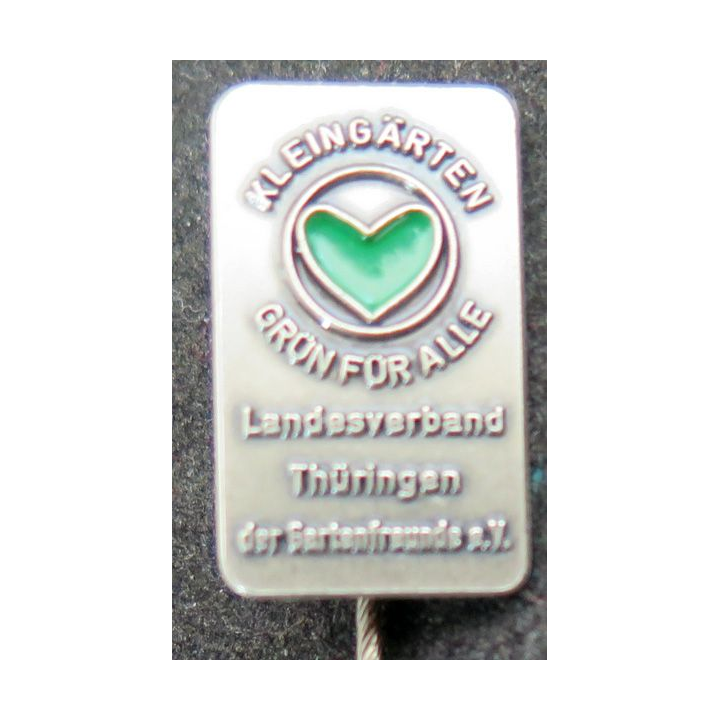 KLEINGÄRTEN
GRÜN FÜR ALLE
Landesverband
Thüringen
der Gartenfreunde e.V.